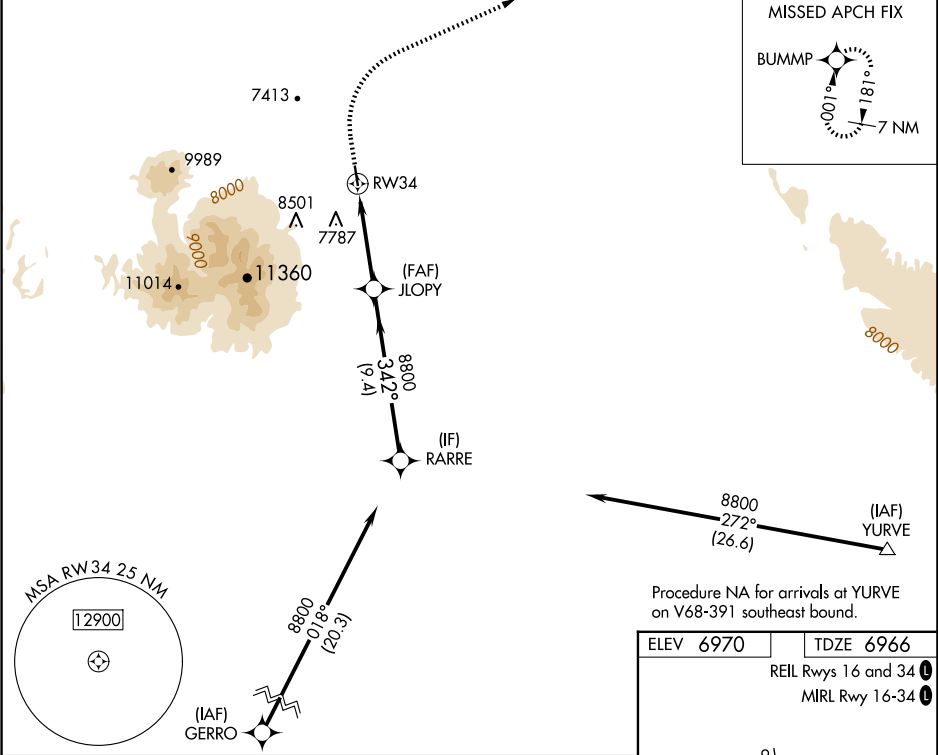 MISSED APCH FIX
BUMMP
001°
181°
7 NM
7413
9989
8000
8501
RW34
7787
9000
11014
11360
(FAF)
JLOPY
8000
8800
342°
(9.4)
(IF)
RARRE
8800
272°
(26.6)
(IAF)
YURVE
MSA RW34 25 NM
12900
8800
018°
(20.3)
Procedure NA for arrivals at YURVE
on V68-391 southeast bound.
(IAF)
GERRO
ELEV 6970
TDZE 6966
REIL Rwys 16 and 34 L
MIRL Rwy 16-34 L